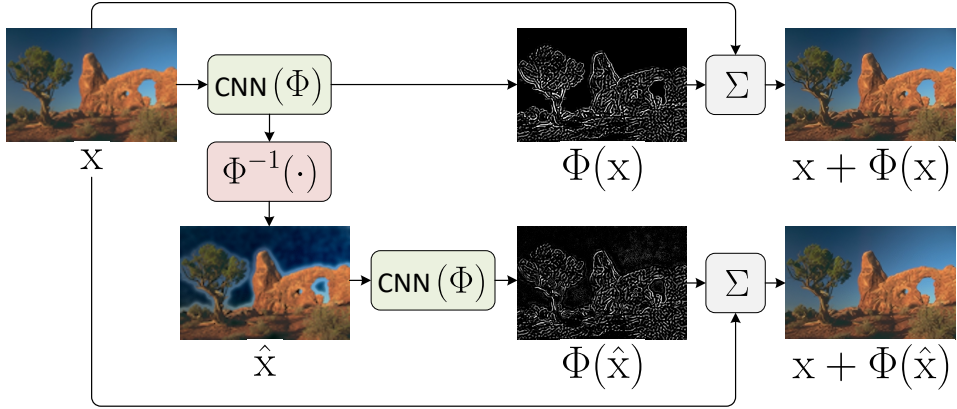 CNN (Φ)
Σ
x
Φ(x)
x + Φ(x)
Φ⁻¹(·)
CNN (Φ)
Σ
x̂
Φ(x̂)
x + Φ(x̂)